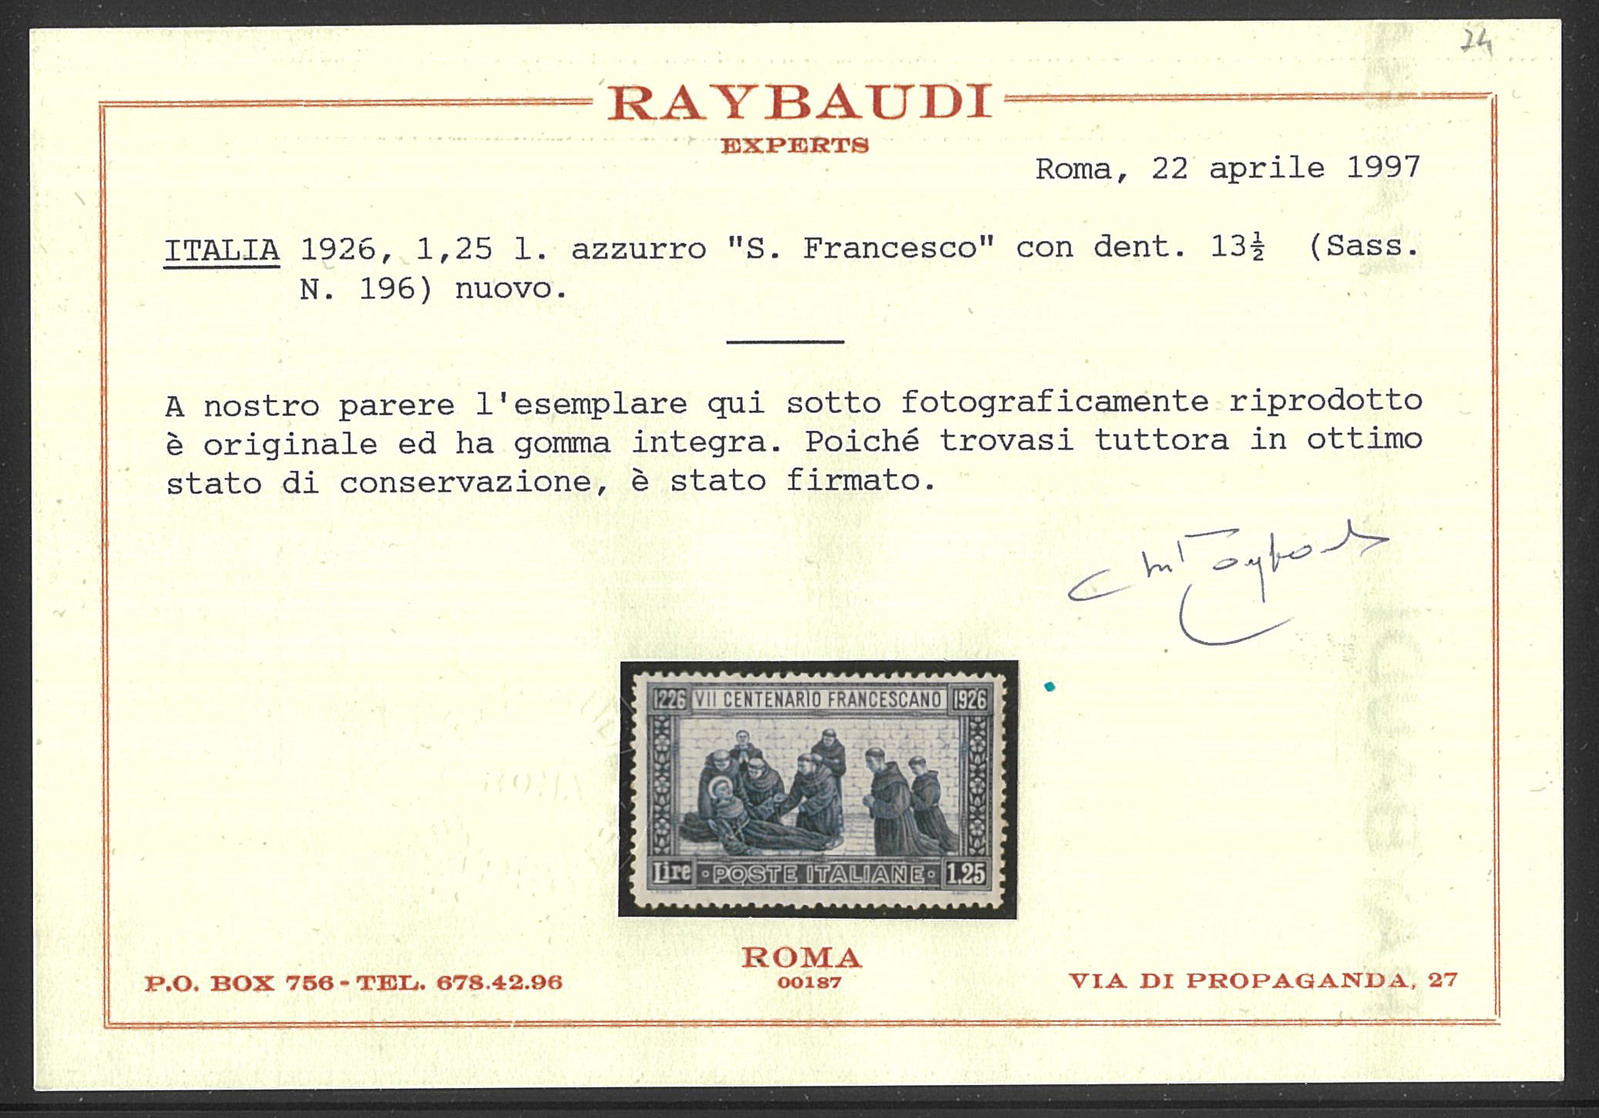 24
RAYBAUDI
EXPERTS
Roma, 22 aprile 1997
ITALIA 1926, 1,25 l. azzurro "S. Francesco" con dent. 13½ (Sass.
N. 196) nuovo.
A nostro parere l'esemplare qui sotto fotograficamente riprodotto
è originale ed ha gomma integra. Poiché trovasi tuttora in ottimo
stato di conservazione, è stato firmato.
1226 VII CENTENARIO FRANCESCANO 1926
Lire ·POSTE ITALIANE· 1,25
ROMA
00187
P.O. BOX 756 - TEL. 678.42.96
VIA DI PROPAGANDA, 27